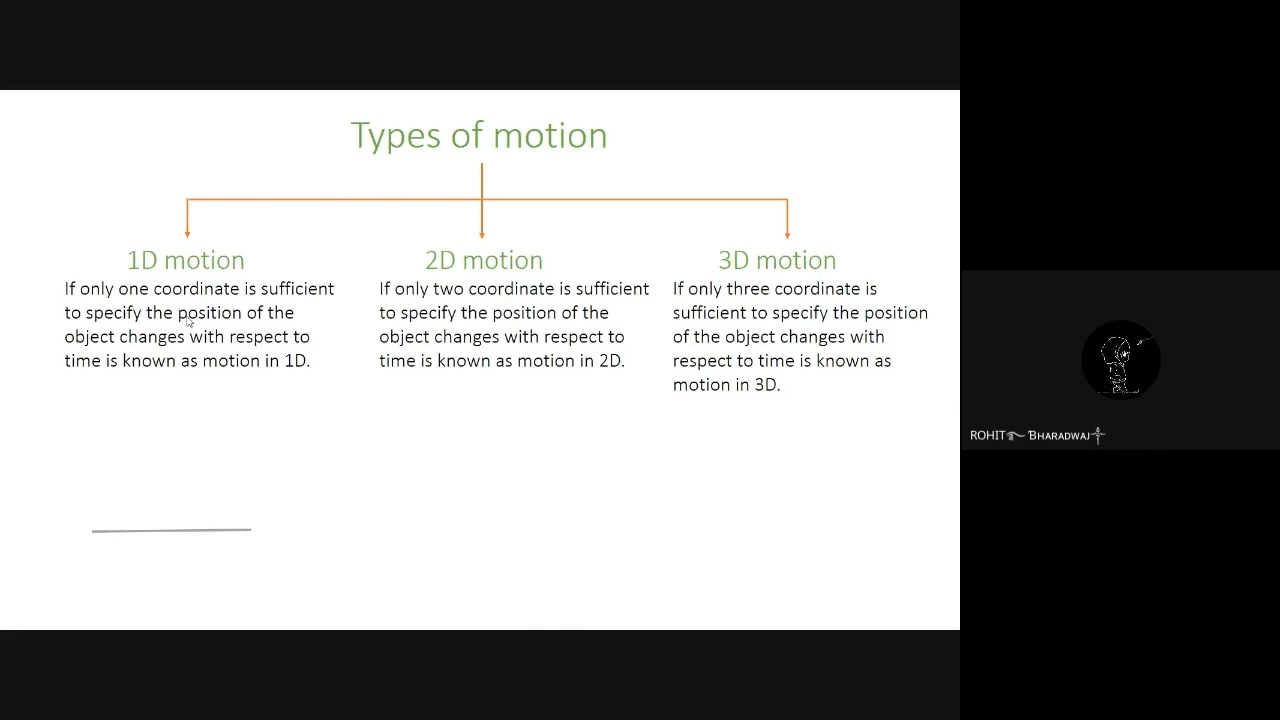 Types of motion
1D motion
If only one coordinate is sufficient
to specify the position of the
object changes with respect to
time is known as motion in 1D.
2D motion
If only two coordinate is sufficient
to specify the position of the
object changes with respect to
time is known as motion in 2D.
3D motion
If only three coordinate is
sufficient to specify the position
of the object changes with
respect to time is known as
motion in 3D.
ROHIT࿐ Ɓʜᴀʀᴀᴅᴡᴀᴊ༒